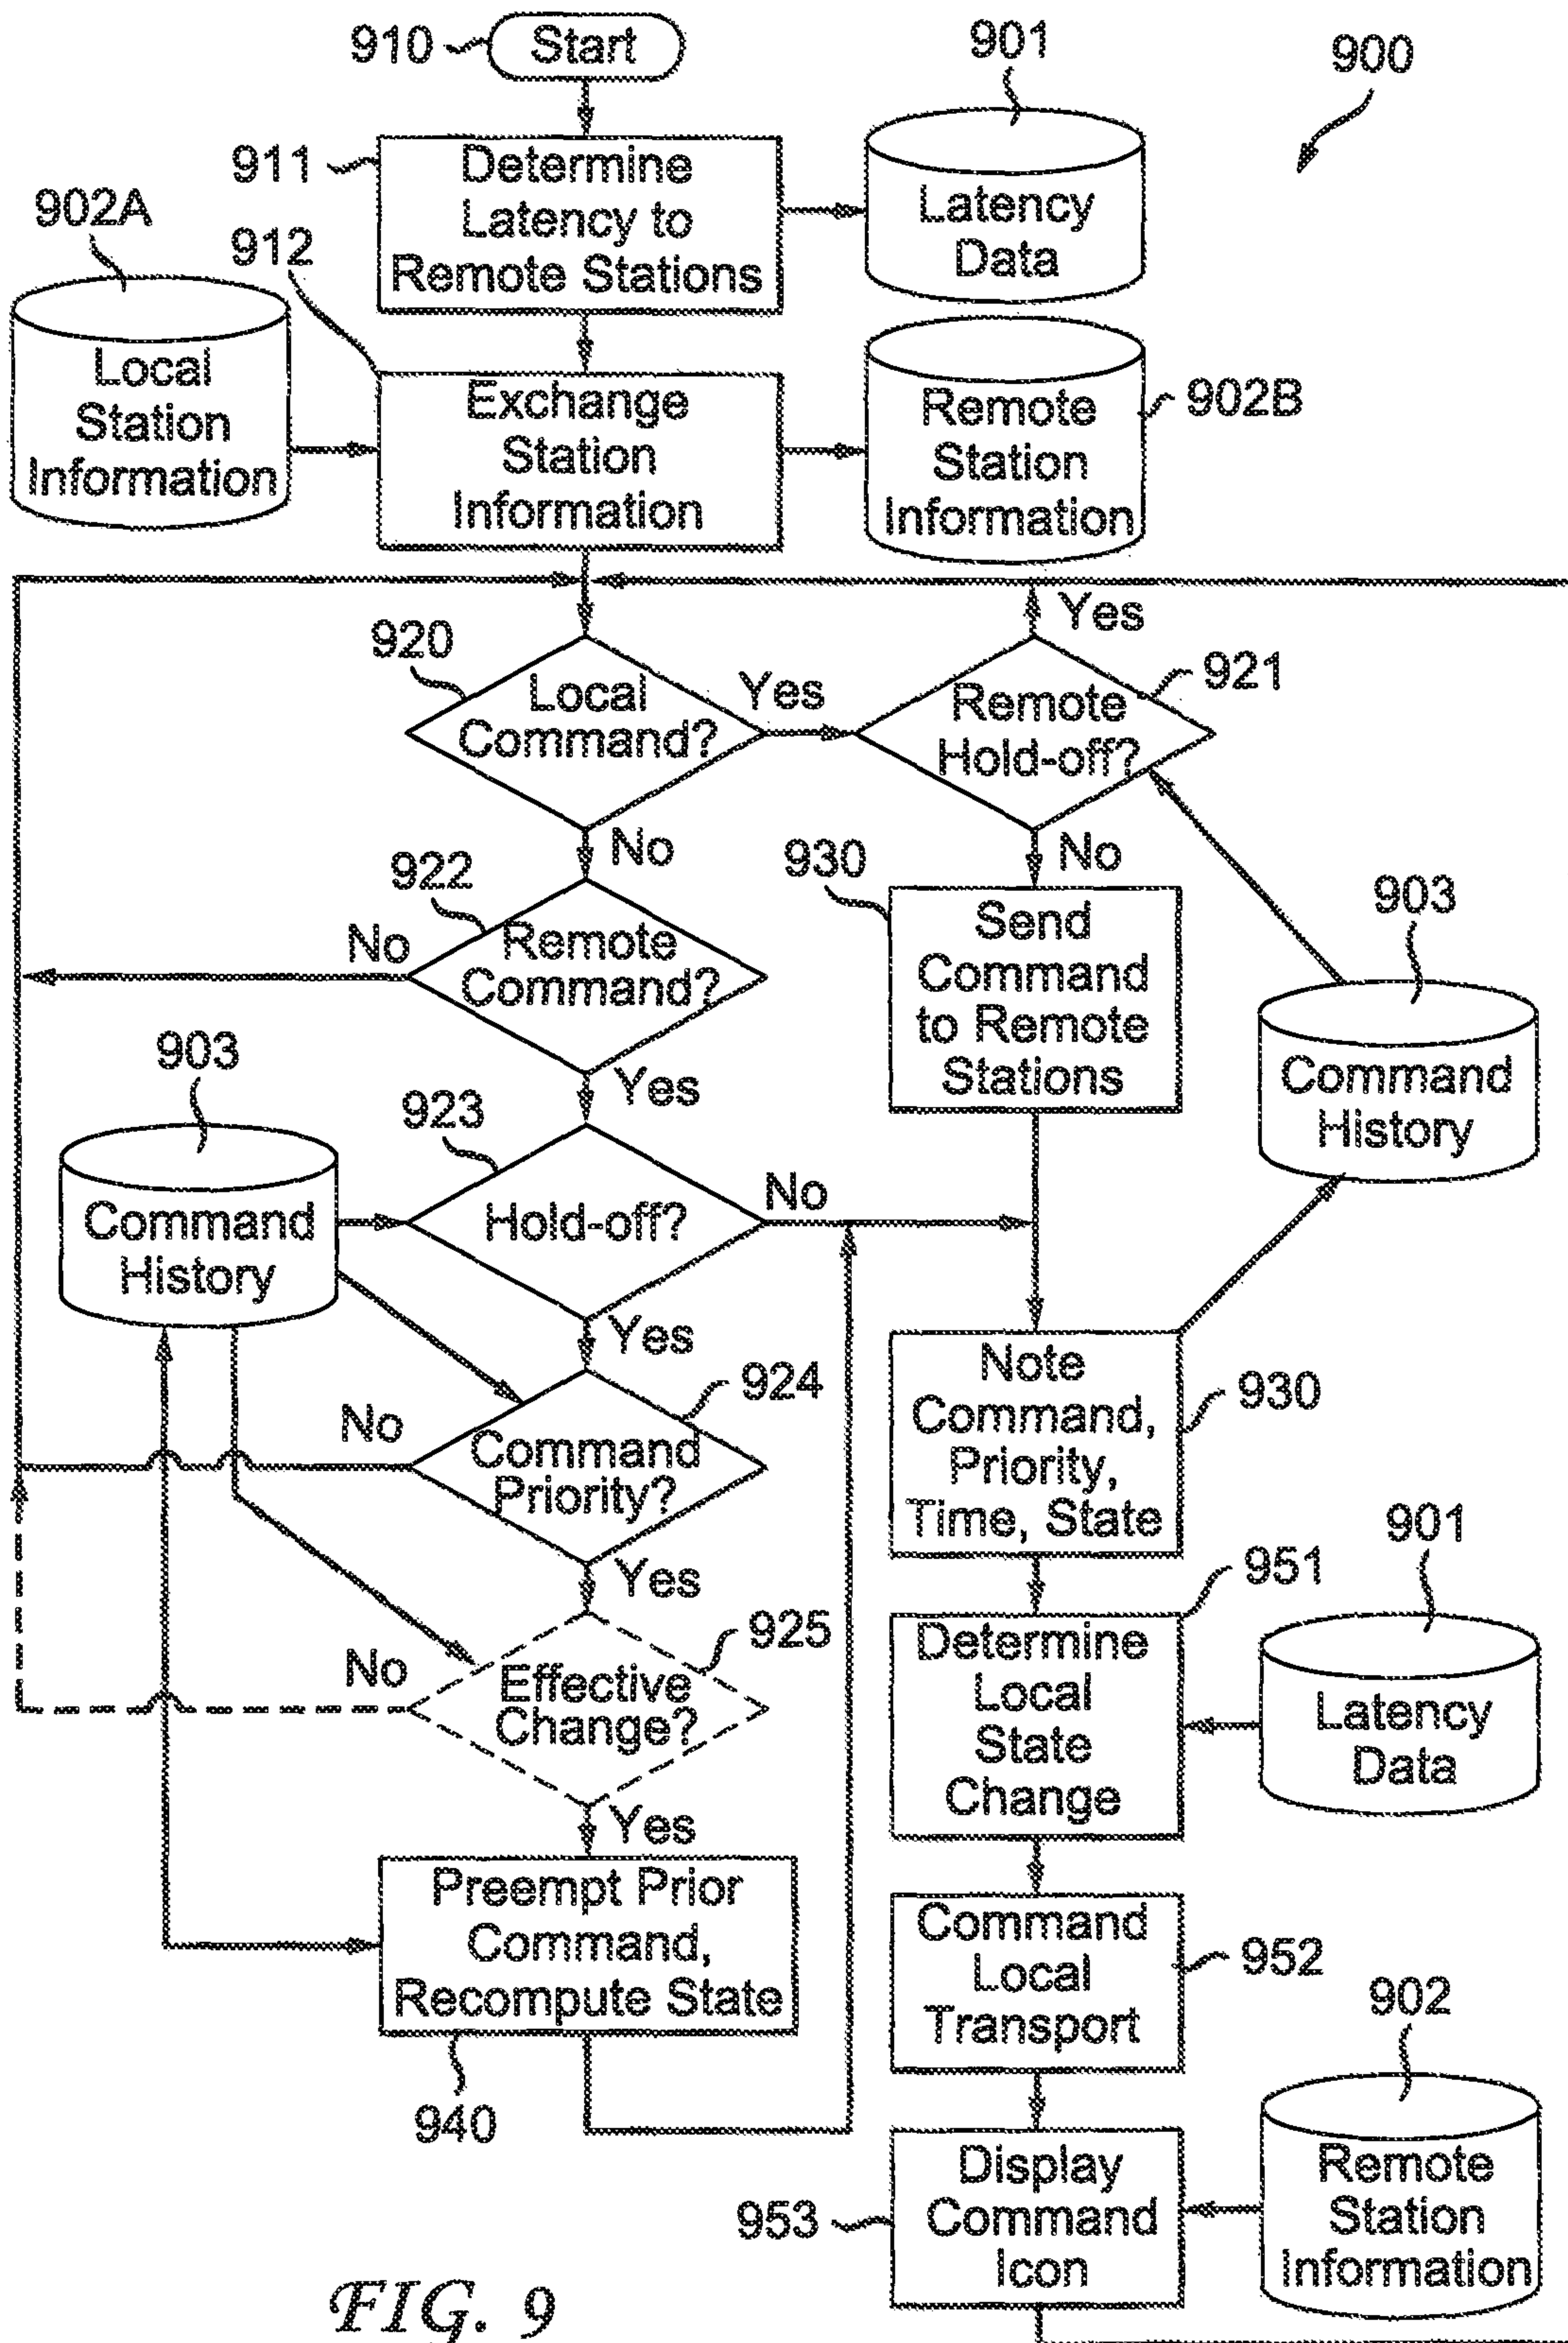 910
Start
901
900
911
Determine
Latency to
Remote Stations
Latency
Data
902A
912
Local
Station
Information
Exchange
Station
Information
Remote
Station
Information
902B
Yes
920
Local
Command?
Yes
Remote
Hold-off?
921
No
No
922
No
Remote
Command?
930
Send
Command
to Remote
Stations
903
Command
History
903
Yes
923
Command
History
Hold-off?
No
Yes
924
No
Command
Priority?
Note
Command,
Priority,
Time, State
930
Yes
951
901
925
No
Effective
Change?
Determine
Local
State
Change
Latency
Data
Yes
Preempt Prior
Command,
Recompute State
940
Command
Local
Transport
952
902
953
Display
Command
Icon
Remote
Station
Information
FIG. 9